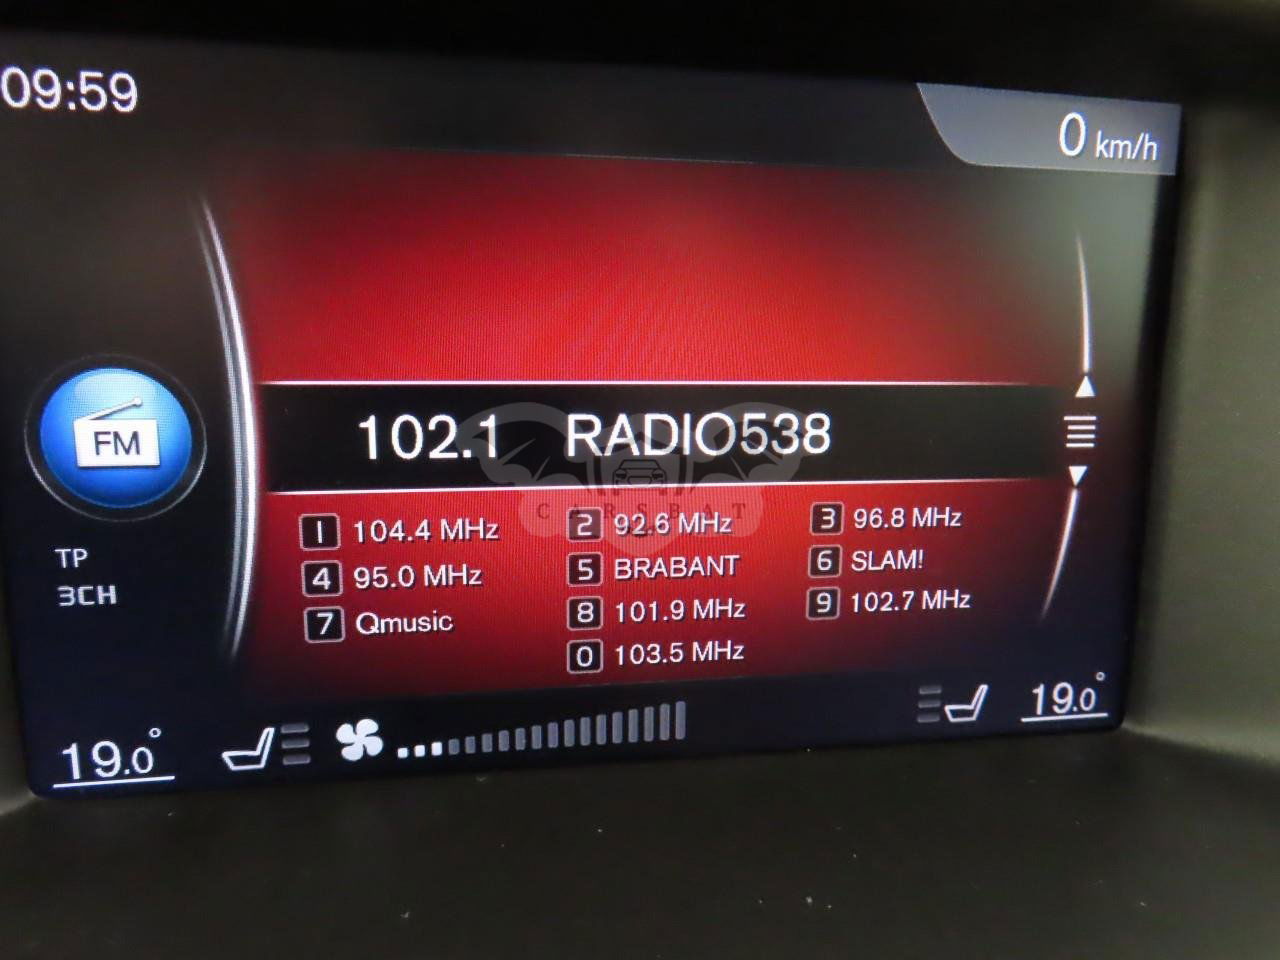 09:59
0 km/h
FM
102.1 RADIO538
CARSBAT
1 104.4 MHz 2 92.6 MHz 3 96.8 MHz
4 95.0 MHz 5 BRABANT 6 SLAM!
7 Qmusic 8 101.9 MHz 9 102.7 MHz
0 103.5 MHz
TP
3CH
19.0° 19.0°